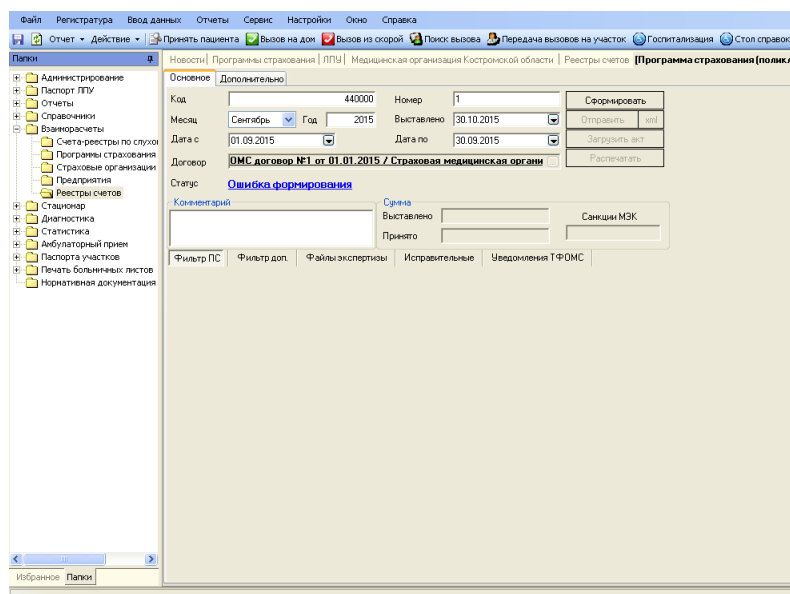 Файл Регистратура Ввод данных Отчеты Сервис Настройки Окно Справка
Отчет Действие Принять пациента Вызов на дом Вызов из скорой Поиск вызова Передача вызовов на участок Госпитализация Стол справок
Папки
Новости Программы страхования ЛПУ Медицинская организация Костромской области Реестры счетов [Программа страхования (полик
Администрирование
Паспорт ЛПУ
Отчеты
Справочники
Взаиморасчеты
Счета-реестры по слухо
Программы страхования
Страховые организации
Предприятия
Реестры счетов
Стационар
Диагностика
Статистика
Амбулаторный прием
Паспорта участков
Печать больничных листов
Нормативная документация
Избранное Папки
Основное Дополнительно
Код 440000 Номер 1 Сформировать
Месяц Сентябрь Год 2015 Выставлено 30.10.2015 Отправить xml
Дата с 01.09.2015 Дата по 30.09.2015 Загрузить акт
Договор ОМС договор №1 от 01.01.2015 / Страховая медицинская органи ... Распечатать
Статус Ошибка формирования
Комментарий Сумма
Выставлено Санкции МЭК
Принято
Фильтр ПС Фильтр доп. Файлы экспертизы Исправительные Уведомления ТФОМС